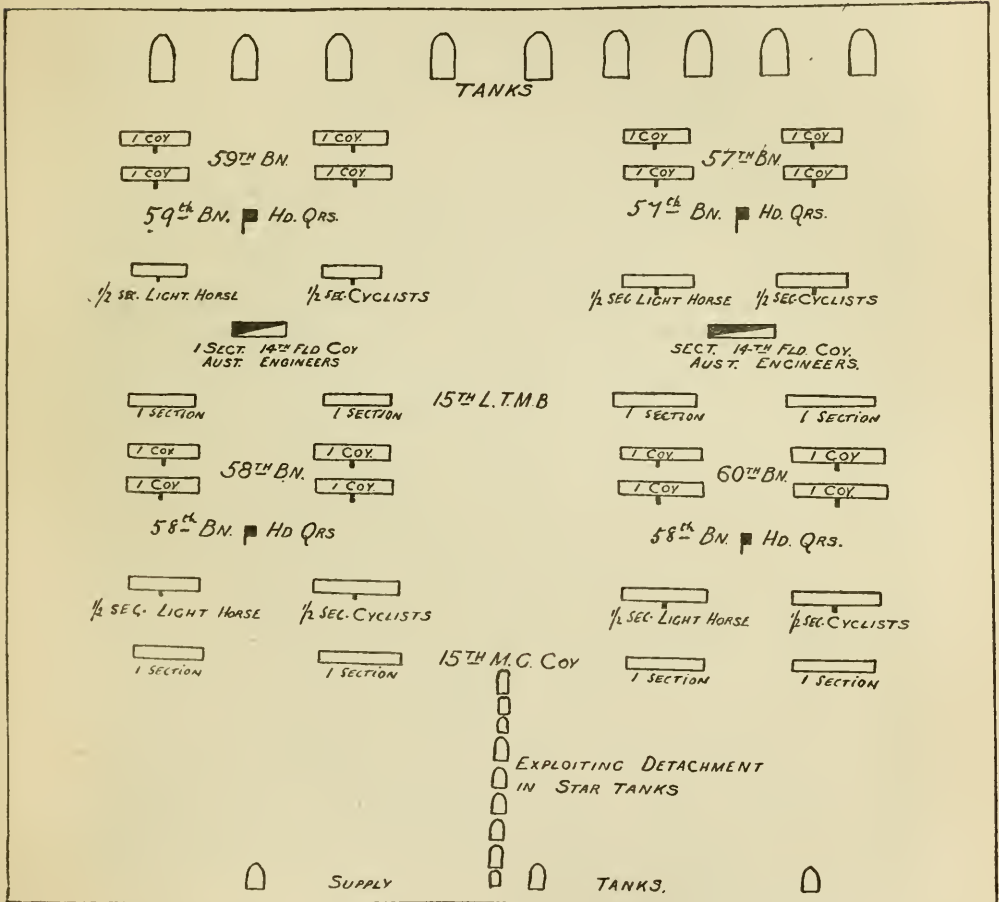 TANKS
1 COY 1 COY. 1 COY 1 COY.
59TH BN. 57TH BN.
1 COY 1 COY. 1 COY 1 COY.
59th BN. HD. QRS. 57th BN. HD. QRS.
1/2 SEC. LIGHT. HORSE 1/2 SEC. CYCLISTS 1/2 SEC LIGHT HORSE 1/2 SEC CYCLISTS
1 SECT. 14TH FLD COY SECT. 14TH FLD. COY.
AUST. ENGINEERS AUST. ENGINEERS.
15TH L.T.M.B
1 SECTION 1 SECTION 1 SECTION 1 SECTION
1 COY 1 COY. 1 COY 1 COY
58TH BN. 60TH BN.
1 COY 1 COY 1 COY 1 COY.
58th BN. HD QRS 58th BN. HD. QRS.
1/2 SEC. LIGHT HORSE 1/2 SEC. CYCLISTS 1/2 SEC. LIGHT HORSE 1/2 SEC. CYCLISTS
15TH M.G. COY
1 SECTION 1 SECTION 1 SECTION 1 SECTION
EXPLOITING DETACHMENT
IN STAR TANKS
SUPPLY TANKS.